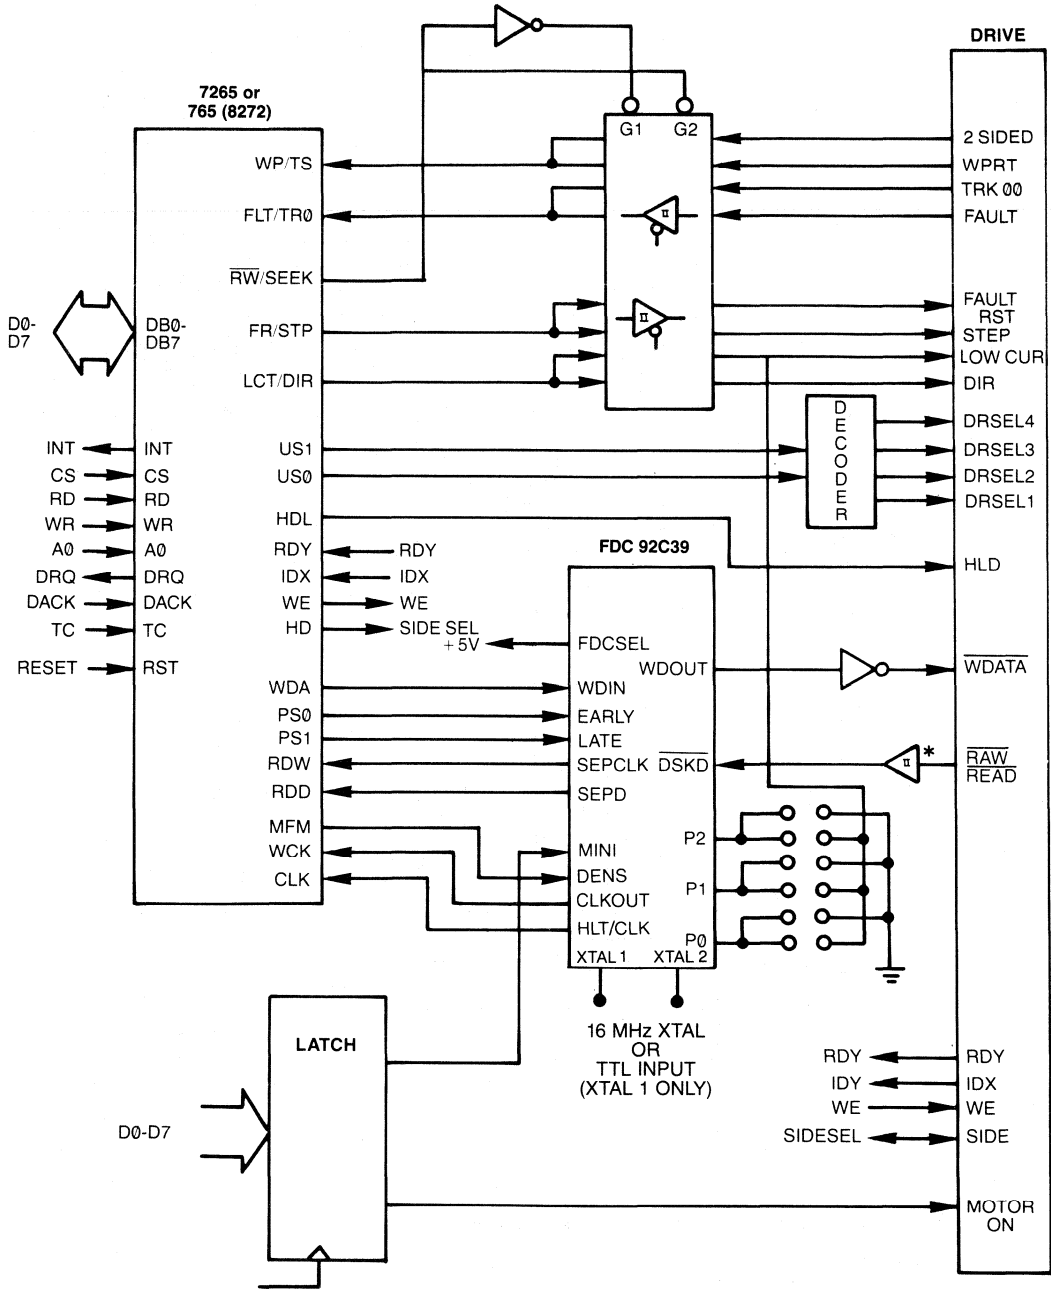 DRIVE
7265 or
765 (8272)
G1 G2
2 SIDED
WP/TS
WPRT
TRK 00
FLT/TR0
FAULT
RW/SEEK
D0-
D7
DB0-
DB7
FR/STP
FAULT
RST
STEP
LOW CUR
LCT/DIR
DIR
DECODER
DRSEL4
INT INT US1
DRSEL3
CS CS US0
DRSEL2
RD RD
DRSEL1
WR WR HDL
A0 A0 RDY RDY
FDC 92C39
HLD
DRQ DRQ IDX IDX
DACK DACK WE WE
TC TC HD SIDE SEL
+5V
FDCSEL
RESET RST
WDOUT
WDATA
WDA WDIN
PS0 EARLY
PS1 LATE
RDW SEPCLK DSKD
*
RAW
READ
RDD SEPD
MFM
P2
WCK MINI
CLK DENS
P1
CLKOUT
HLT/CLK
P0
XTAL 1 XTAL 2
16 MHz XTAL
OR
TTL INPUT
(XTAL 1 ONLY)
LATCH
RDY RDY
IDY IDX
WE WE
D0-D7
SIDESEL SIDE
MOTOR
ON